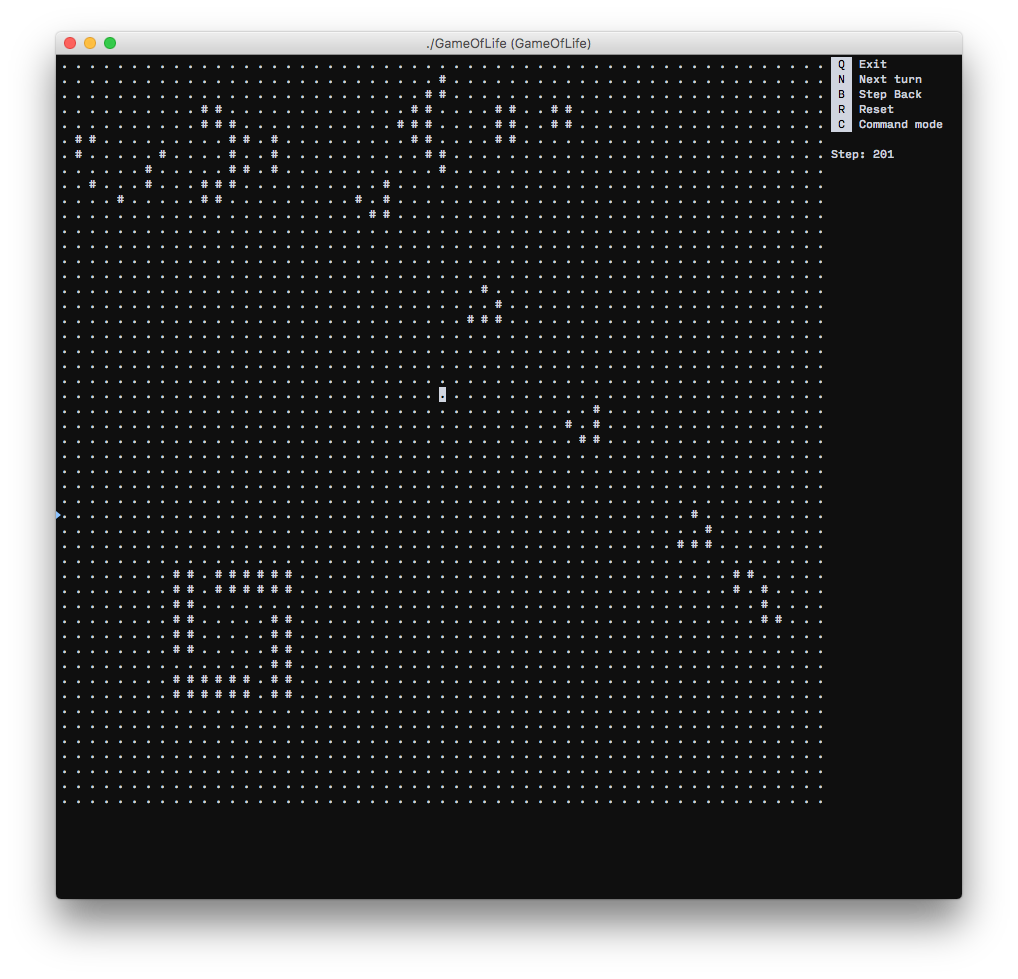 ./GameOfLife (GameOfLife)
Q Exit
N Next turn
B Step Back
R Reset
C Command mode
Step: 201